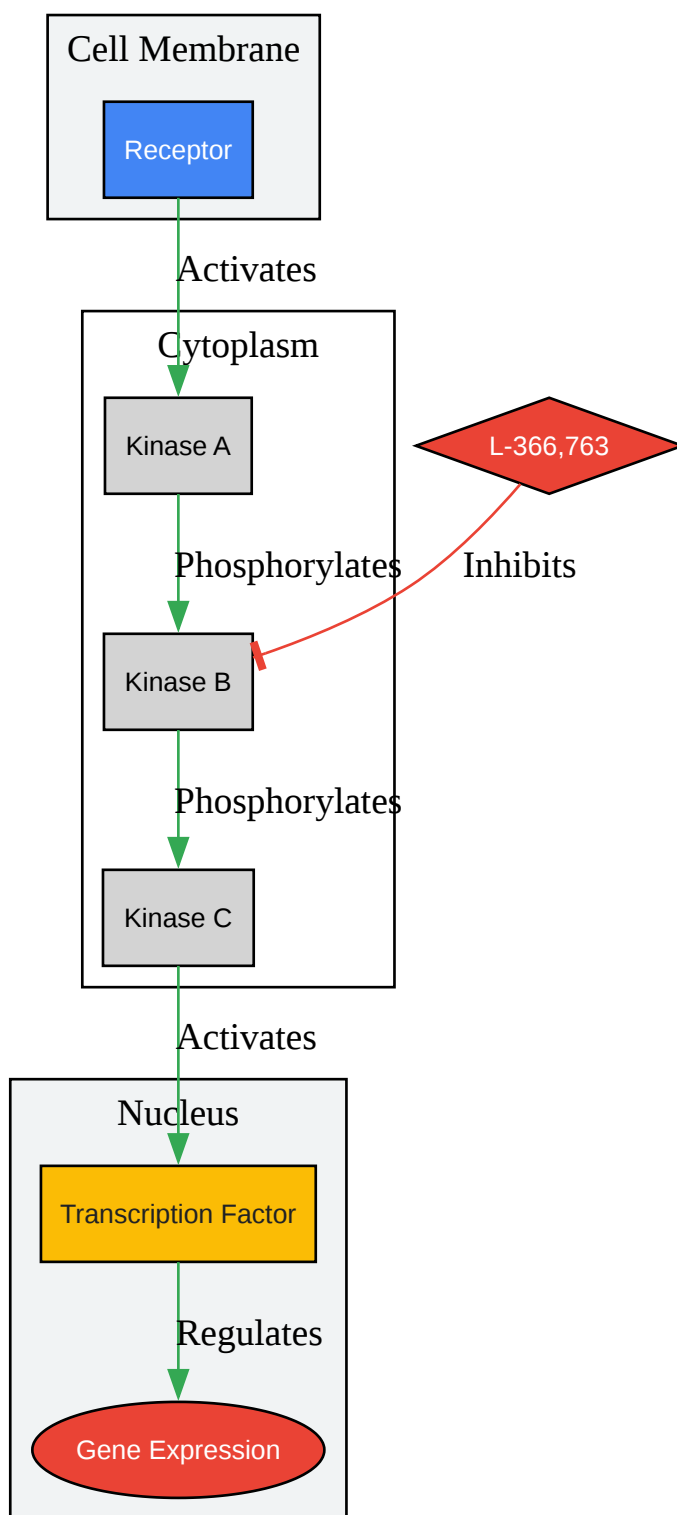 Cell Membrane
Receptor
Activates
Cytoplasm
Kinase A
L-366,763
Phosphorylates
Inhibits
Kinase B
Phosphorylates
Kinase C
Activates
Nucleus
Transcription Factor
Regulates
Gene Expression